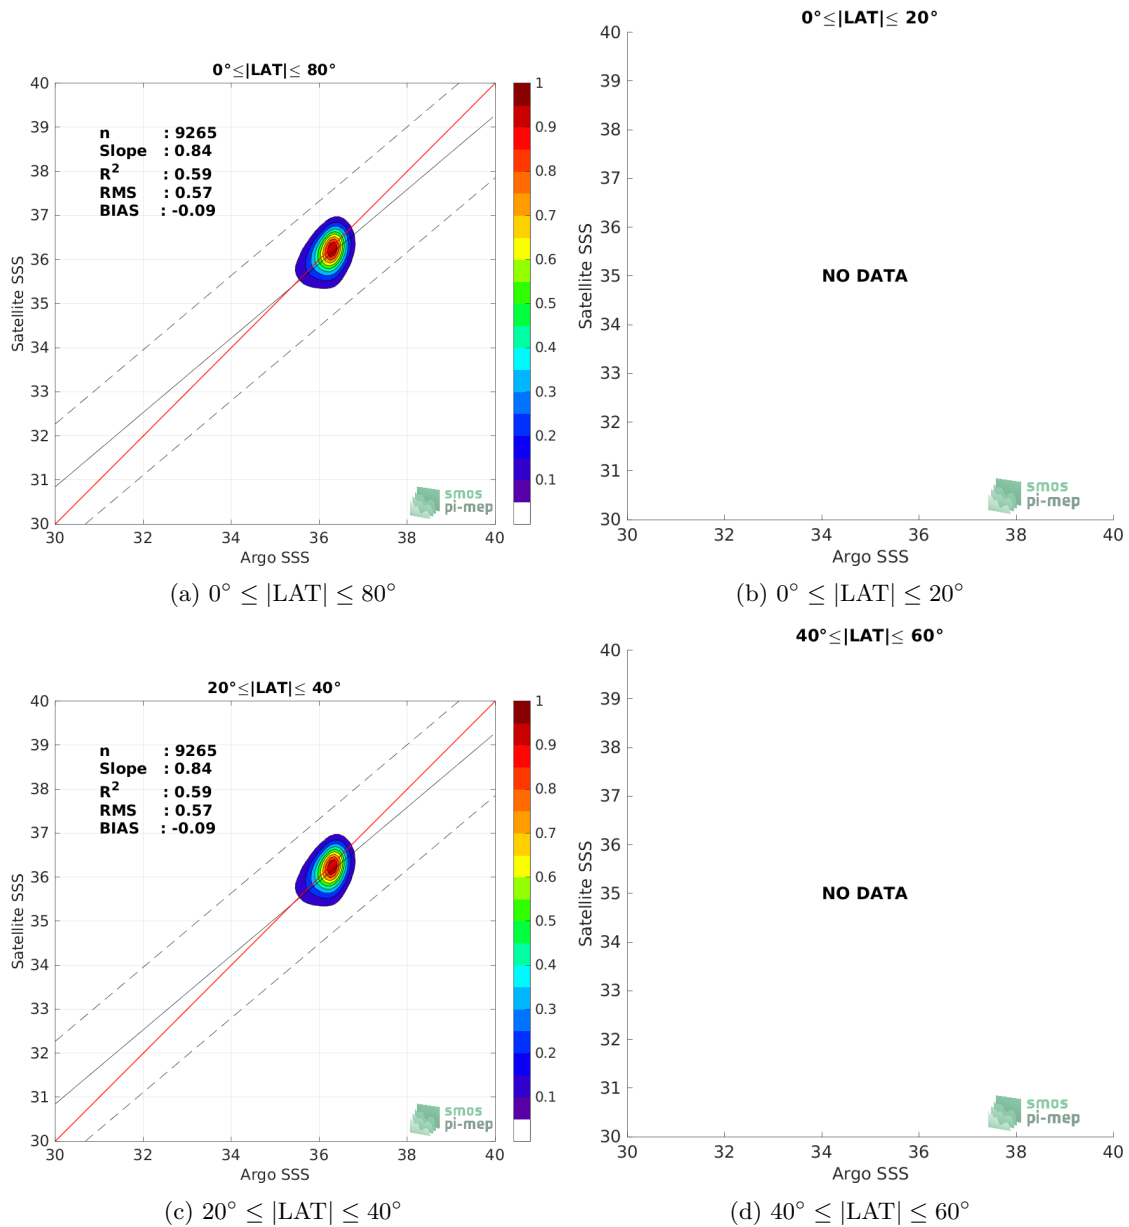 0°≤|LAT|≤ 80°
40
39
38
37
36
35
34
33
32
31
30
Satellite SSS
n : 9265
Slope : 0.84
R² : 0.59
RMS : 0.57
BIAS : -0.09
1
0.9
0.8
0.7
0.6
0.5
0.4
0.3
0.2
0.1
smos
pi-mep
30 32 34 36 38 40
Argo SSS
(a) 0° ≤ |LAT| ≤ 80°
0°≤|LAT|≤ 20°
40
39
38
37
36
35
34
33
32
31
30
Satellite SSS
NO DATA
smos
pi-mep
30 32 34 36 38 40
Argo SSS
(b) 0° ≤ |LAT| ≤ 20°
20°≤|LAT|≤ 40°
40
39
38
37
36
35
34
33
32
31
30
Satellite SSS
n : 9265
Slope : 0.84
R² : 0.59
RMS : 0.57
BIAS : -0.09
1
0.9
0.8
0.7
0.6
0.5
0.4
0.3
0.2
0.1
smos
pi-mep
30 32 34 36 38 40
Argo SSS
(c) 20° ≤ |LAT| ≤ 40°
40°≤|LAT|≤ 60°
40
39
38
37
36
35
34
33
32
31
30
Satellite SSS
NO DATA
smos
pi-mep
30 32 34 36 38 40
Argo SSS
(d) 40° ≤ |LAT| ≤ 60°